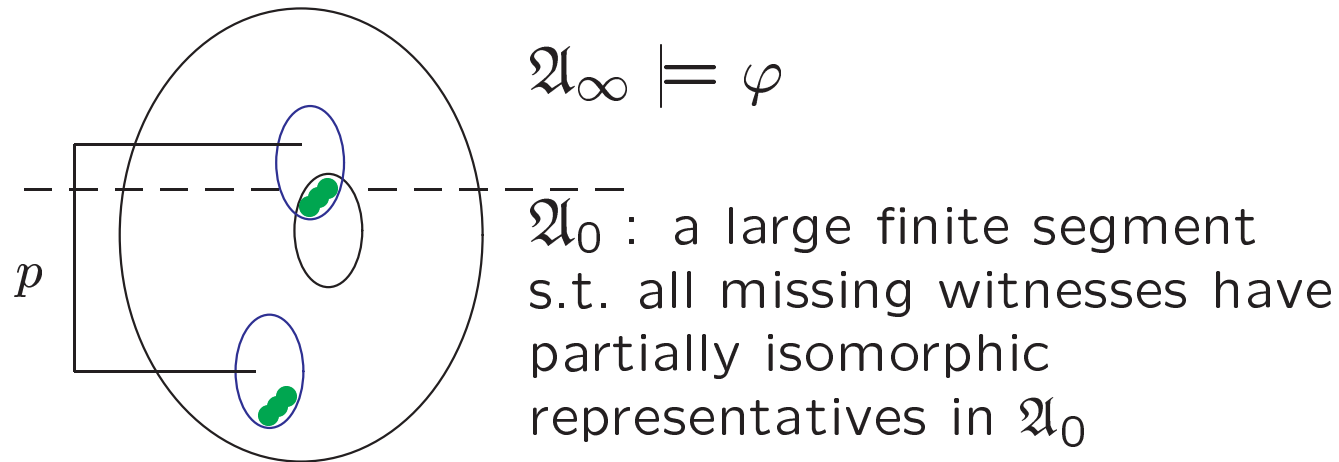 𝔄∞ ⊨ φ
𝔄₀ : a large finite segment
s.t. all missing witnesses have
p
partially isomorphic
representatives in 𝔄₀